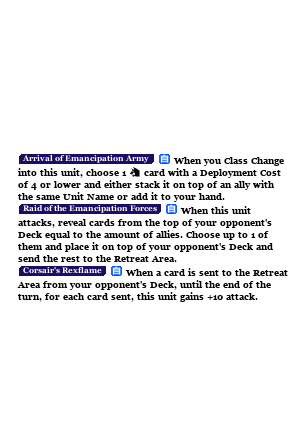 Arrival of Emancipation Army When you Class Change
into this unit, choose 1 card with a Deployment Cost
of 4 or lower and either stack it on top of an ally with
the same Unit Name or add it to your hand.
Raid of the Emancipation Forces When this unit
attacks, reveal cards from the top of your opponent's
Deck equal to the amount of allies. Choose up to 1 of
them and place it on top of your opponent's Deck and
send the rest to the Retreat Area.
Corsair's Rexflame When a card is sent to the Retreat
Area from your opponent's Deck, until the end of the
turn, for each card sent, this unit gains +10 attack.